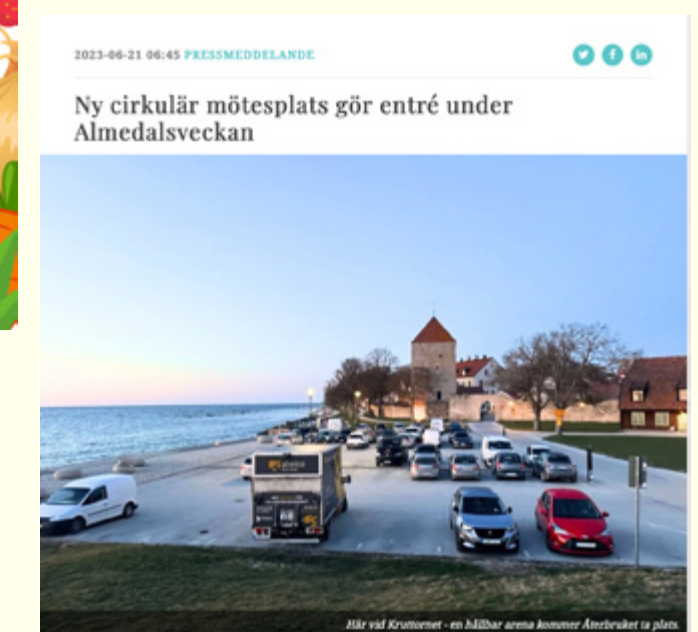 2023-06-21 06:45 PRESSMEDDELANDE
Ny cirkulär mötesplats gör entré under
Almedalsveckan
Här vid Kruttornet - en hållbar arena kommer Återbruket ta plats.